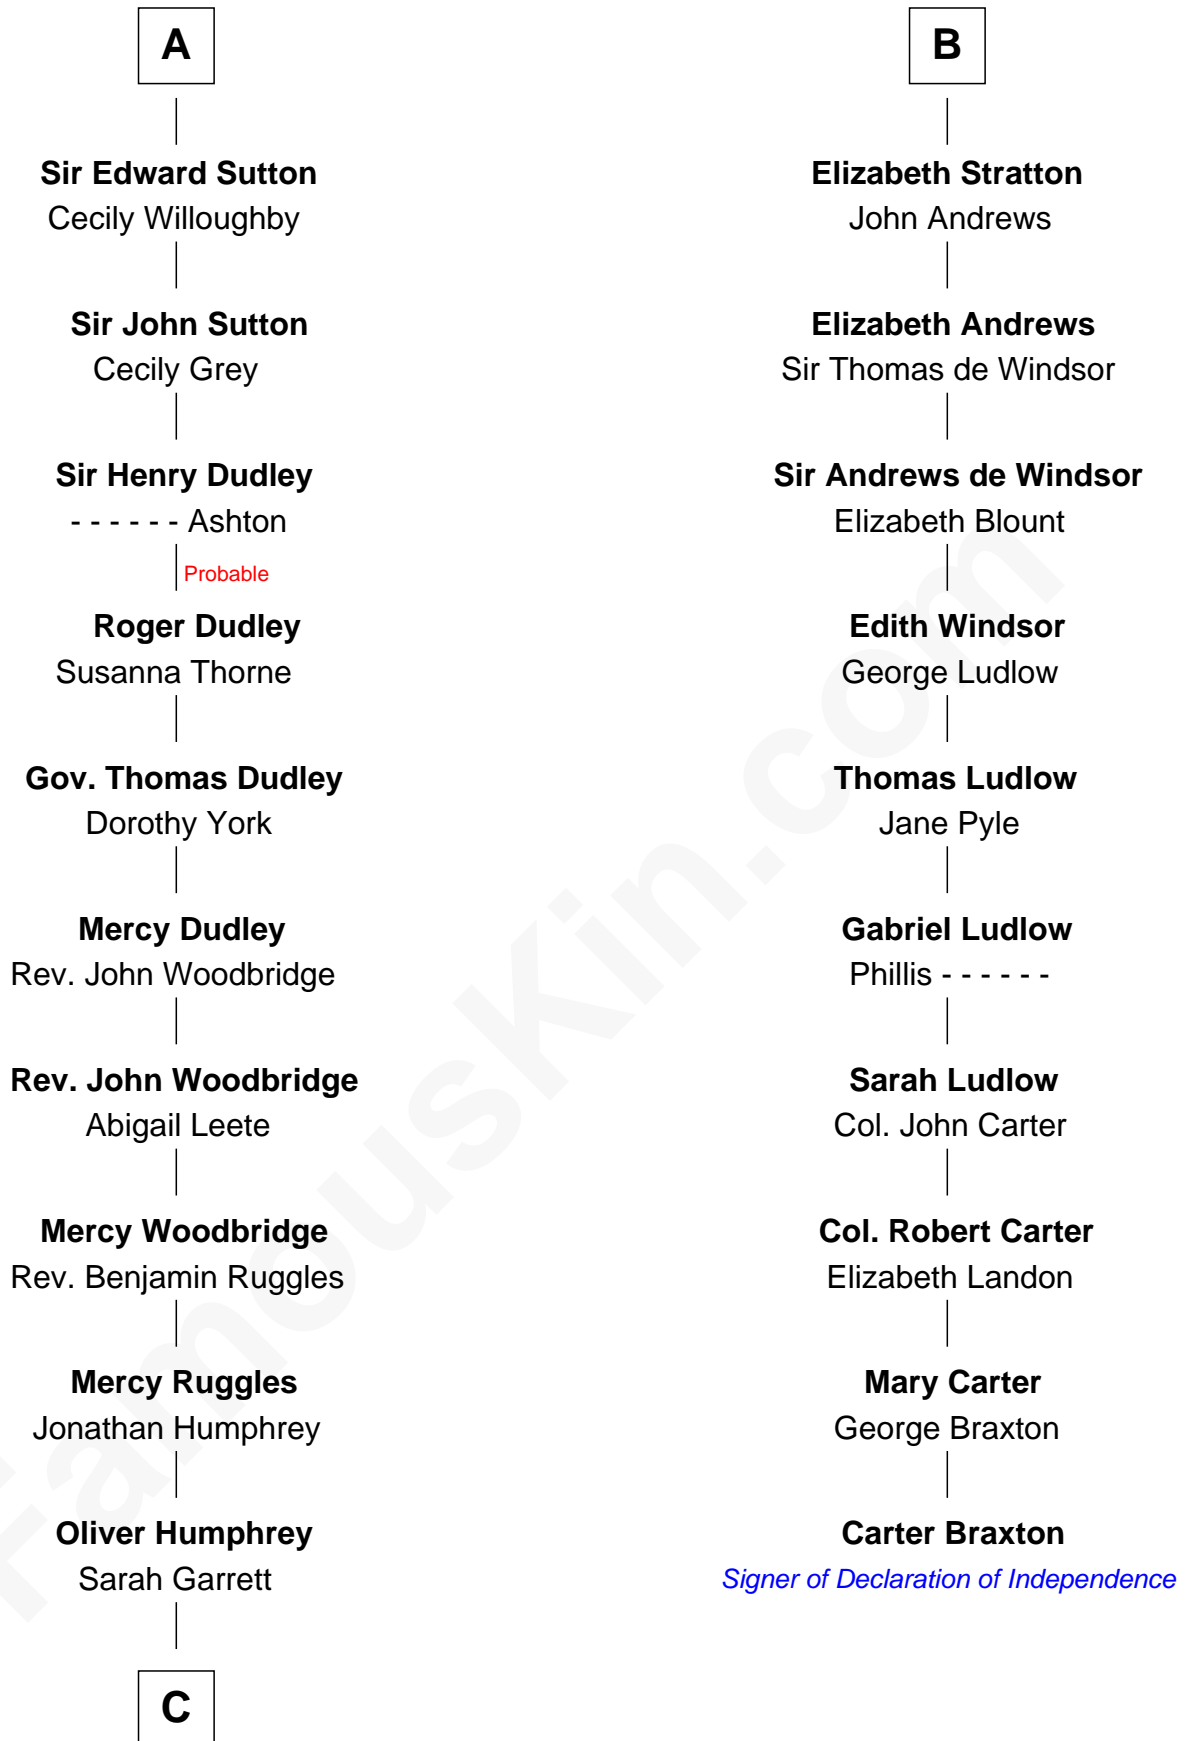 A
Sir Edward Sutton
Cecily Willoughby
Sir John Sutton
Cecily Grey
Sir Henry Dudley
- - - - - - Ashton
Probable
Roger Dudley
Susanna Thorne
Gov. Thomas Dudley
Dorothy York
Mercy Dudley
Rev. John Woodbridge
Rev. John Woodbridge
Abigail Leete
Mercy Woodbridge
Rev. Benjamin Ruggles
Mercy Ruggles
Jonathan Humphrey
Oliver Humphrey
Sarah Garrett
C
B
Elizabeth Stratton
John Andrews
Elizabeth Andrews
Sir Thomas de Windsor
Sir Andrews de Windsor
Elizabeth Blount
Edith Windsor
George Ludlow
Thomas Ludlow
Jane Pyle
Gabriel Ludlow
Phillis - - - - - -
Sarah Ludlow
Col. John Carter
Col. Robert Carter
Elizabeth Landon
Mary Carter
George Braxton
Carter Braxton
Signer of Declaration of Independence
FamousKin.com